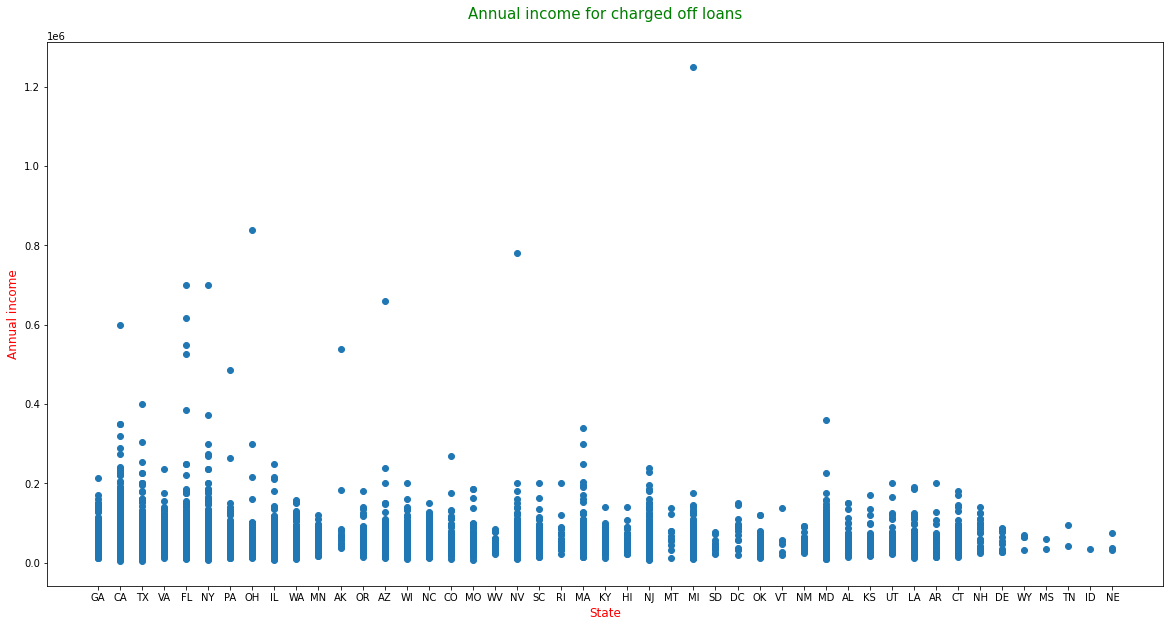 Annual income for charged off loans
1e6
1.2
1.0
0.8
0.6
0.4
0.2
0.0
Annual income
GA CA TX VA FL NY PA OH IL WA MN AK OR AZ WI NC CO MO WV NV SC RI MA KY HI NJ MT MI SD DC OK VT NM MD AL KS UT LA AR CT NH DE WY MS TN ID NE
State